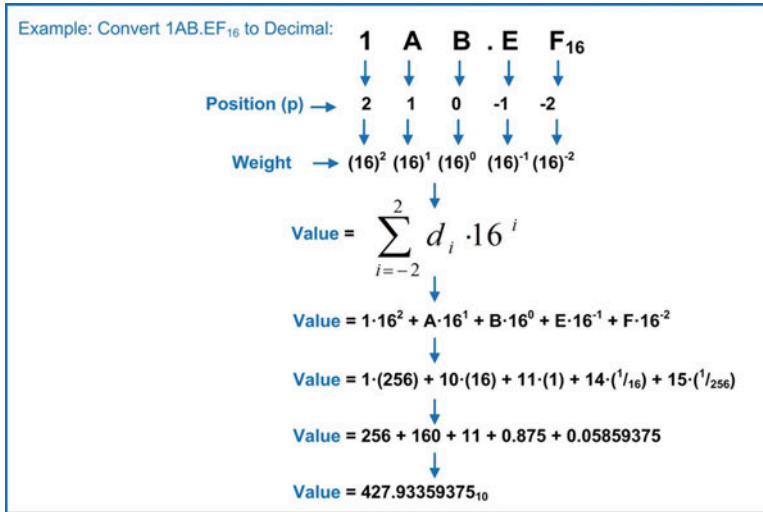 Example: Convert 1AB.EF₁₆ to Decimal:
1 A B . E F₁₆
Position (p) → 2 1 0 -1 -2
Weight → (16)² (16)¹ (16)⁰ (16)⁻¹ (16)⁻²
Value = ∑ᵢ₌₋₂² dᵢ ·16ⁱ
Value = 1·16² + A·16¹ + B·16⁰ + E·16⁻¹ + F·16⁻²
Value = 1·(256) + 10·(16) + 11·(1) + 14·(¹/₁₆) + 15·(¹/₂₅₆)
Value = 256 + 160 + 11 + 0.875 + 0.05859375
Value = 427.93359375₁₀